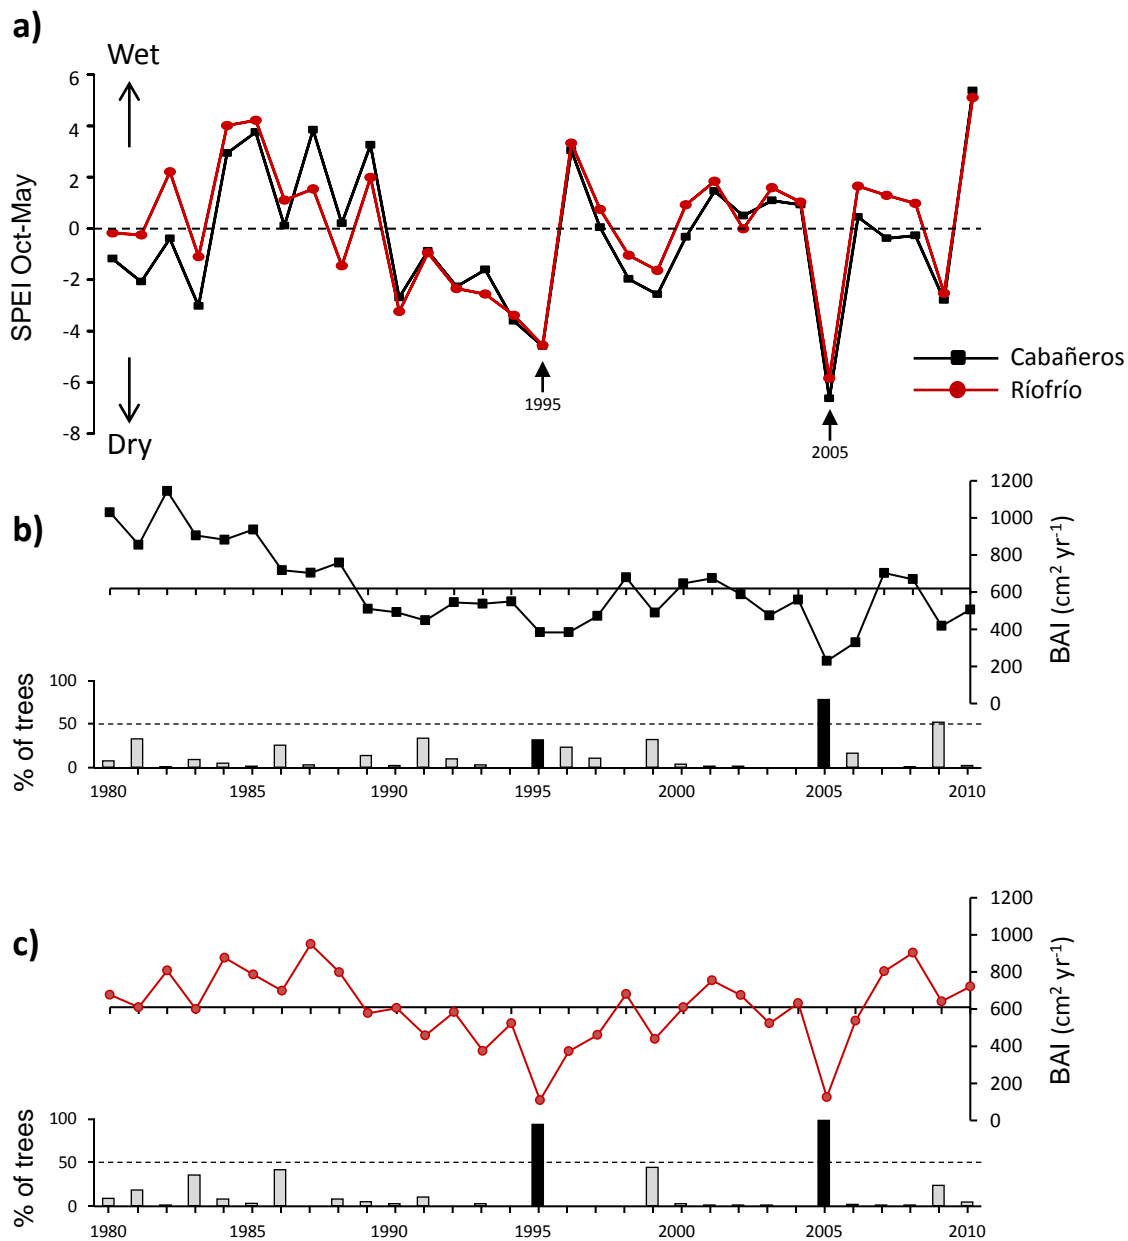 a)
Wet
6
4
2
0
-2
-4
-6
-8
SPEI Oct-May
Dry
1995
2005
Cabañeros
Ríofrío
b)
1200
1000
800
600
400
200
0
BAI (cm² yr⁻¹)
100
50
0
% of trees
1980 1985 1990 1995 2000 2005 2010
c)
1200
1000
800
600
400
200
0
BAI (cm² yr⁻¹)
100
50
0
% of trees
1980 1985 1990 1995 2000 2005 2010